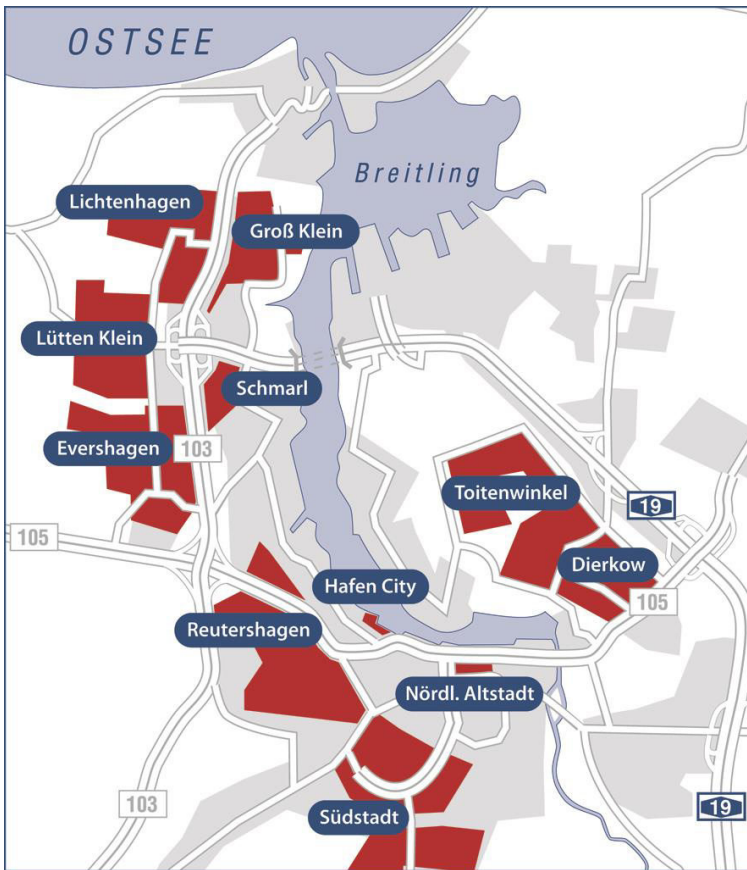 OSTSEE
Breitling
Lichtenhagen
Groß Klein
Lütten Klein
Schmarl
Evershagen
103
Toitenwinkel
19
105
Dierkow
Hafen City
105
Reutershagen
Nördl. Altstadt
103
19
Südstadt